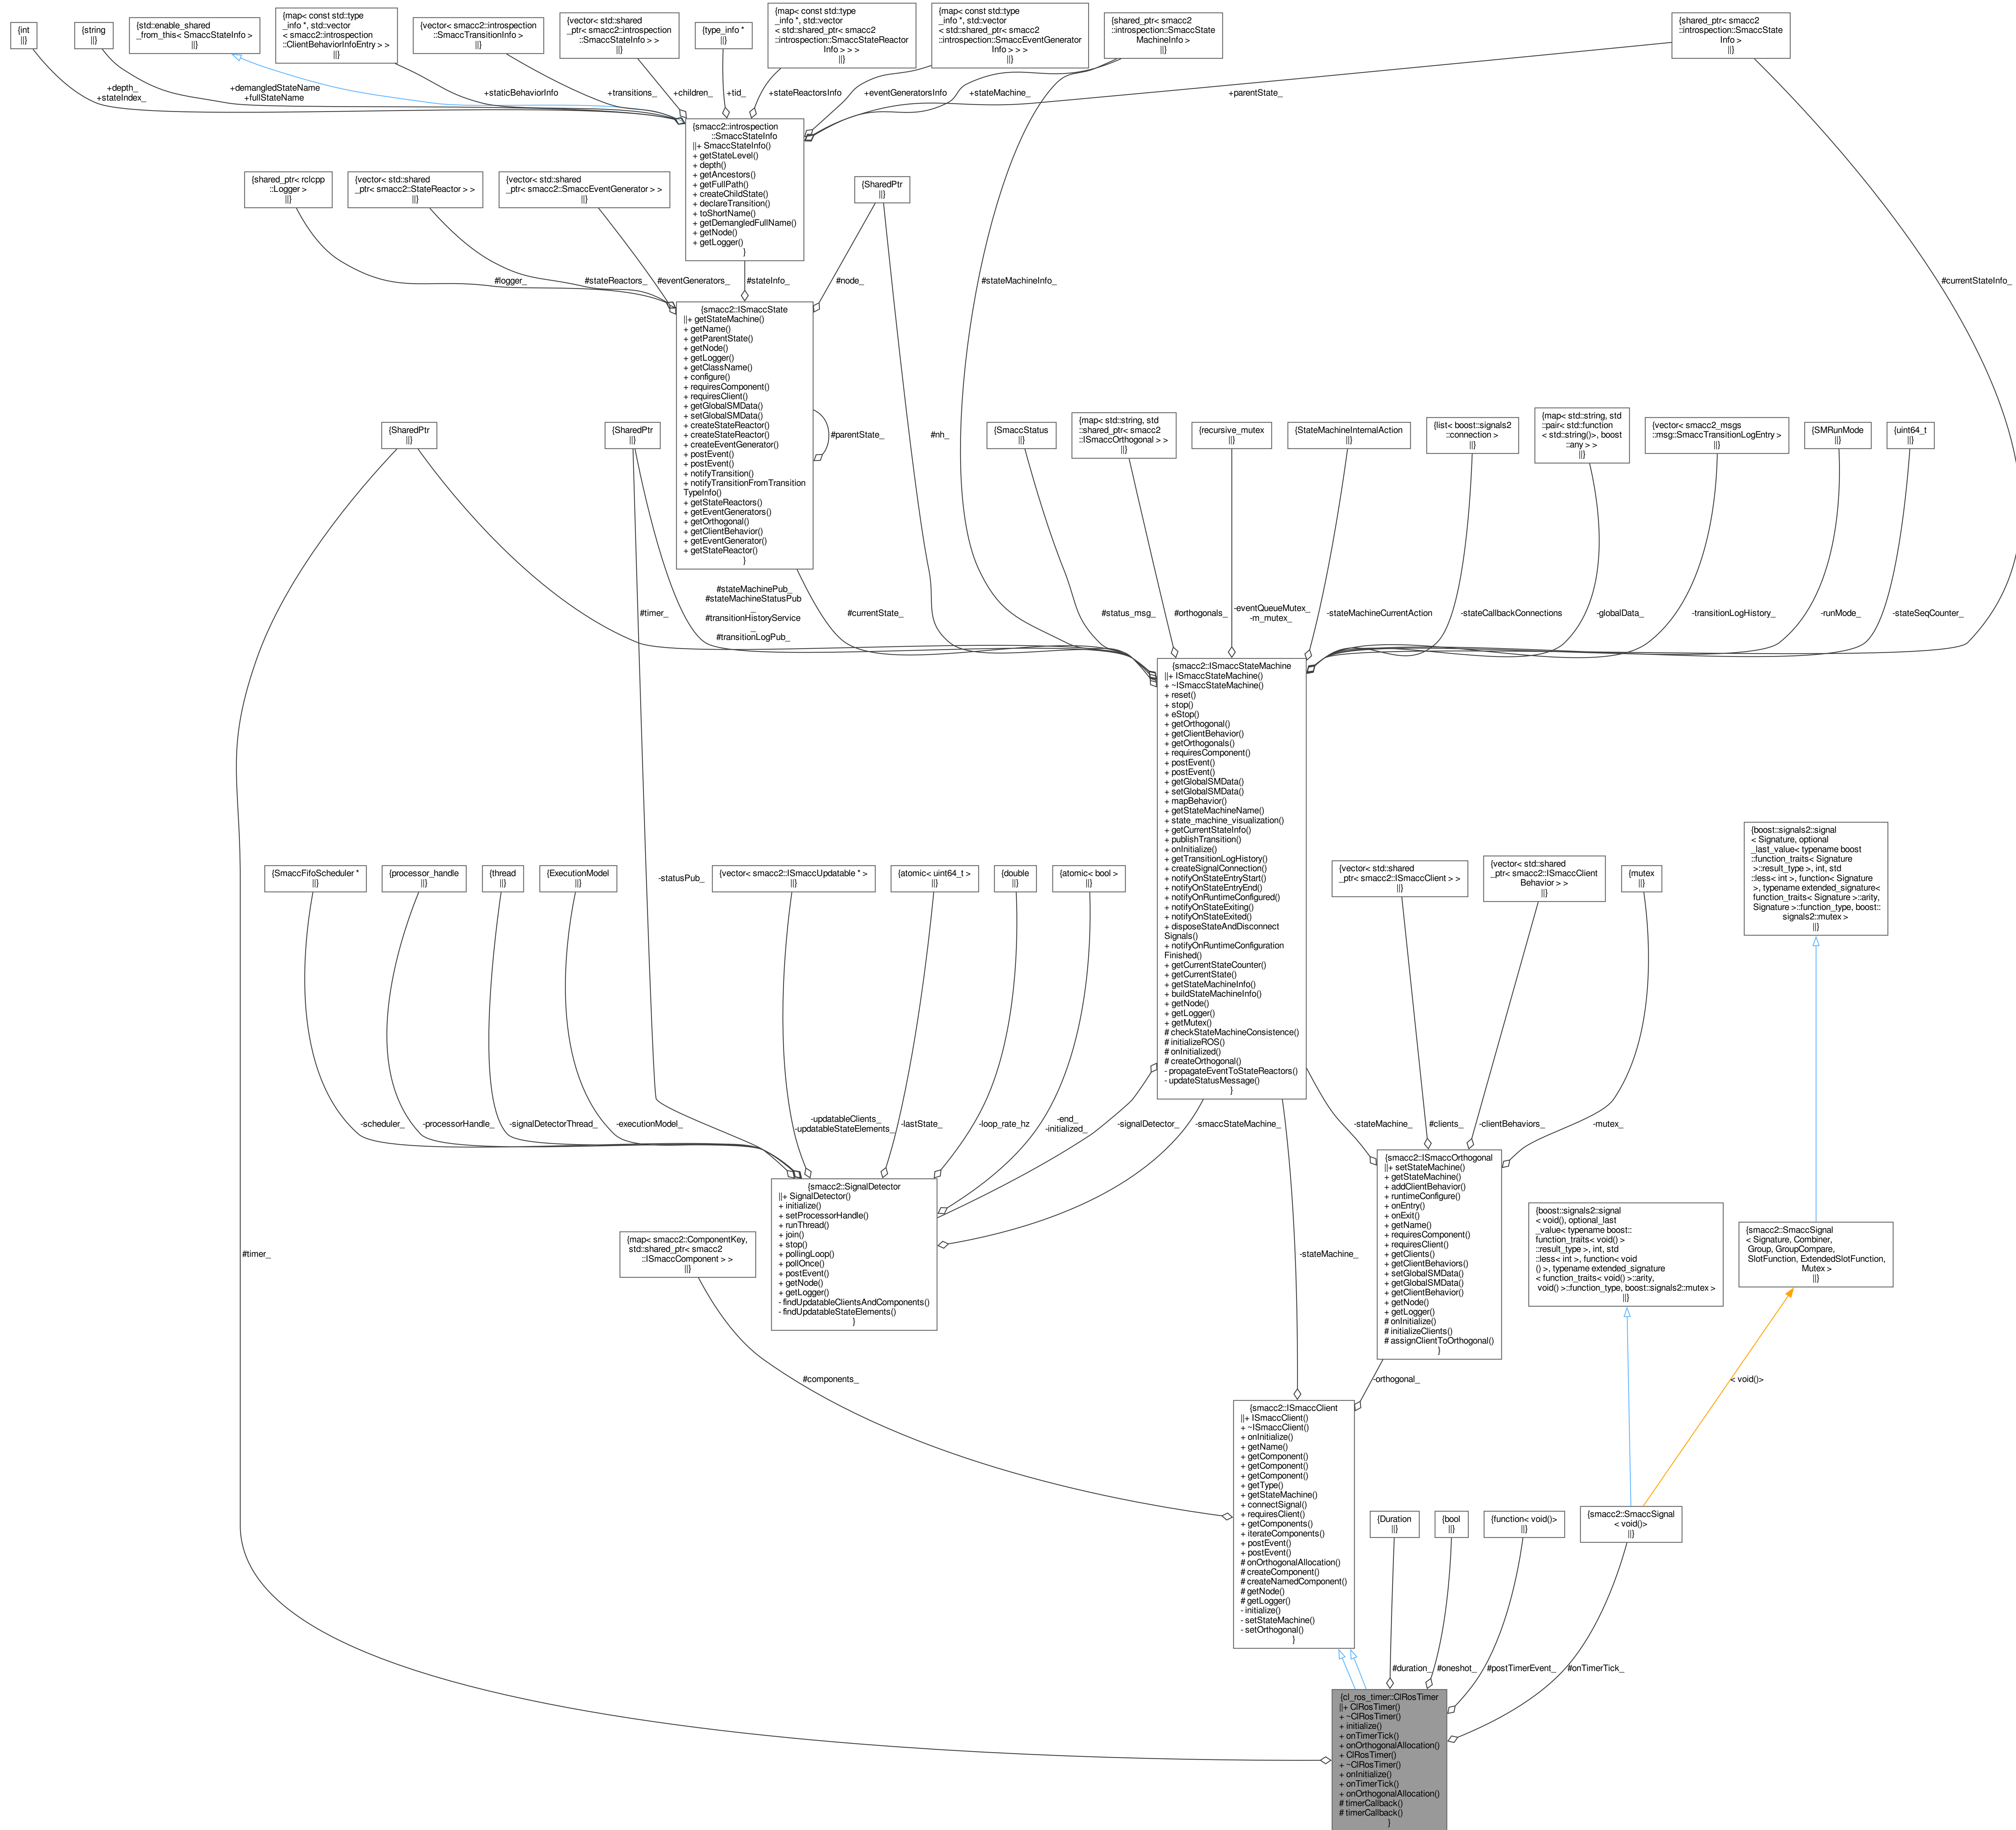 {int
||}
{string
||}
{std::enable_shared
_from_this< SmaccStateInfo >
||}
{map< const std::type
_info *, std::vector
< smacc2::introspection
::ClientBehaviorInfoEntry > >
||}
{vector< smacc2::introspection
::SmaccTransitionInfo >
||}
{vector< std::shared
_ptr< smacc2::introspection
::SmaccStateInfo > >
||}
{type_info *
||}
{map< const std::type
_info *, std::vector
< std::shared_ptr< smacc2
::introspection::SmaccStateReactor
Info > > >
||}
{map< const std::type
_info *, std::vector
< std::shared_ptr< smacc2
::introspection::SmaccEventGenerator
Info > > >
||}
{shared_ptr< smacc2
::introspection::SmaccState
MachineInfo >
||}
{shared_ptr< smacc2
::introspection::SmaccState
Info >
||}
+depth_
+stateIndex_
+demangledStateName
+fullStateName
+staticBehaviorInfo
+transitions_
+children_
+tid_
+stateReactorsInfo
+eventGeneratorsInfo
+stateMachine_
+parentState_
{smacc2::introspection
::SmaccStateInfo
||+ SmaccStateInfo()
+ getStateLevel()
+ depth()
+ getAncestors()
+ getFullPath()
+ createChildState()
+ declareTransition()
+ toShortName()
+ getDemangledFullName()
+ getNode()
+ getLogger()
}
{shared_ptr< rclcpp
::Logger >
||}
{vector< std::shared
_ptr< smacc2::StateReactor > >
||}
{vector< std::shared
_ptr< smacc2::SmaccEventGenerator > >
||}
{SharedPtr
||}
#logger_
#stateReactors_
#eventGenerators_
#stateInfo_
#node_
#stateMachineInfo_
#currentStateInfo_
{smacc2::ISmaccState
||+ getStateMachine()
+ getName()
+ getParentState()
+ getNode()
+ getLogger()
+ getClassName()
+ configure()
+ requiresComponent()
+ requiresClient()
+ getGlobalSMData()
+ setGlobalSMData()
+ createStateReactor()
+ createStateReactor()
+ createEventGenerator()
+ postEvent()
+ postEvent()
+ notifyTransition()
+ notifyTransitionFromTransition
TypeInfo()
+ getStateReactors()
+ getEventGenerators()
+ getOrthogonal()
+ getClientBehavior()
+ getEventGenerator()
+ getStateReactor()
}
#parentState_
#nh_
{SharedPtr
||}
{SharedPtr
||}
{SmaccStatus
||}
{map< std::string, std
::shared_ptr< smacc2
::ISmaccOrthogonal > >
||}
{recursive_mutex
||}
{StateMachineInternalAction
||}
{list< boost::signals2
::connection >
||}
{map< std::string, std
::pair< std::function
< std::string()>, boost
::any > >
||}
{vector< smacc2_msgs
::msg::SmaccTransitionLogEntry >
||}
{SMRunMode
||}
{uint64_t
||}
#timer_
#stateMachinePub_
#stateMachineStatusPub
_
#transitionHistoryService
_
#transitionLogPub_
#currentState_
#status_msg_
#orthogonals_
-eventQueueMutex_
-m_mutex_
-stateMachineCurrentAction
-stateCallbackConnections
-globalData_
-transitionLogHistory_
-runMode_
-stateSeqCounter_
{smacc2::ISmaccStateMachine
||+ ISmaccStateMachine()
+ ~ISmaccStateMachine()
+ reset()
+ stop()
+ eStop()
+ getOrthogonal()
+ getClientBehavior()
+ getOrthogonals()
+ requiresComponent()
+ postEvent()
+ postEvent()
+ getGlobalSMData()
+ setGlobalSMData()
+ mapBehavior()
+ getStateMachineName()
+ state_machine_visualization()
+ getCurrentStateInfo()
+ publishTransition()
+ onInitialize()
+ getTransitionLogHistory()
+ createSignalConnection()
+ notifyOnStateEntryStart()
+ notifyOnStateEntryEnd()
+ notifyOnRuntimeConfigured()
+ notifyOnStateExiting()
+ notifyOnStateExited()
+ disposeStateAndDisconnect
Signals()
+ notifyOnRuntimeConfiguration
Finished()
+ getCurrentStateCounter()
+ getCurrentState()
+ getStateMachineInfo()
+ buildStateMachineInfo()
+ getNode()
+ getLogger()
+ getMutex()
# checkStateMachineConsistence()
# initializeROS()
# onInitialized()
# createOrthogonal()
- propagateEventToStateReactors()
- updateStatusMessage()
}
{SmaccFifoScheduler *
||}
{processor_handle
||}
{thread
||}
{ExecutionModel
||}
-statusPub_
{vector< smacc2::ISmaccUpdatable * >
||}
{atomic< uint64_t >
||}
{double
||}
{atomic< bool >
||}
{vector< std::shared
_ptr< smacc2::ISmaccClient > >
||}
{vector< std::shared
_ptr< smacc2::ISmaccClient
Behavior > >
||}
{mutex
||}
{boost::signals2::signal
< Signature, optional
_last_value< typename boost
::function_traits< Signature
>::result_type >, int, std
::less< int >, function< Signature
>, typename extended_signature<
function_traits< Signature >::arity,
Signature >::function_type, boost::
signals2::mutex >
||}
-scheduler_
-processorHandle_
-signalDetectorThread_
-executionModel_
-updatableClients_
-updatableStateElements_
-lastState_
-loop_rate_hz
-end_
-initialized_
-signalDetector_
-smaccStateMachine_
-stateMachine_
#clients_
-clientBehaviors_
-mutex_
{smacc2::SignalDetector
||+ SignalDetector()
+ initialize()
+ setProcessorHandle()
+ runThread()
+ join()
+ stop()
+ pollingLoop()
+ pollOnce()
+ postEvent()
+ getNode()
+ getLogger()
- findUpdatableClientsAndComponents()
- findUpdatableStateElements()
}
{smacc2::ISmaccOrthogonal
||+ setStateMachine()
+ getStateMachine()
+ addClientBehavior()
+ runtimeConfigure()
+ onEntry()
+ onExit()
+ getName()
+ requiresComponent()
+ requiresClient()
+ getClients()
+ getClientBehaviors()
+ setGlobalSMData()
+ getGlobalSMData()
+ getClientBehavior()
+ getNode()
+ getLogger()
# onInitialize()
# initializeClients()
# assignClientToOrthogonal()
}
{boost::signals2::signal
< void(), optional_last
_value< typename boost::
function_traits< void() >
::result_type >, int, std
::less< int >, function< void
() >, typename extended_signature
< function_traits< void() >::arity,
void() >::function_type, boost::signals2::mutex >
||}
{smacc2::SmaccSignal
< Signature, Combiner,
Group, GroupCompare,
SlotFunction, ExtendedSlotFunction,
Mutex >
||}
{map< smacc2::ComponentKey,
std::shared_ptr< smacc2
::ISmaccComponent > >
||}
#timer_
-stateMachine_
#components_
-orthogonal_
< void()>
{smacc2::ISmaccClient
||+ ISmaccClient()
+ ~ISmaccClient()
+ onInitialize()
+ getName()
+ getComponent()
+ getComponent()
+ getComponent()
+ getType()
+ getStateMachine()
+ connectSignal()
+ requiresClient()
+ getComponents()
+ iterateComponents()
+ postEvent()
+ postEvent()
# onOrthogonalAllocation()
# createComponent()
# createNamedComponent()
# getNode()
# getLogger()
- initialize()
- setStateMachine()
- setOrthogonal()
}
{Duration
||}
{bool
||}
{function< void()>
||}
{smacc2::SmaccSignal
< void()>
||}
#duration_
#oneshot_
#postTimerEvent_
#onTimerTick_
{cl_ros_timer::ClRosTimer
||+ ClRosTimer()
+ ~ClRosTimer()
+ initialize()
+ onTimerTick()
+ onOrthogonalAllocation()
+ ClRosTimer()
+ ~ClRosTimer()
+ onInitialize()
+ onTimerTick()
+ onOrthogonalAllocation()
# timerCallback()
# timerCallback()
}